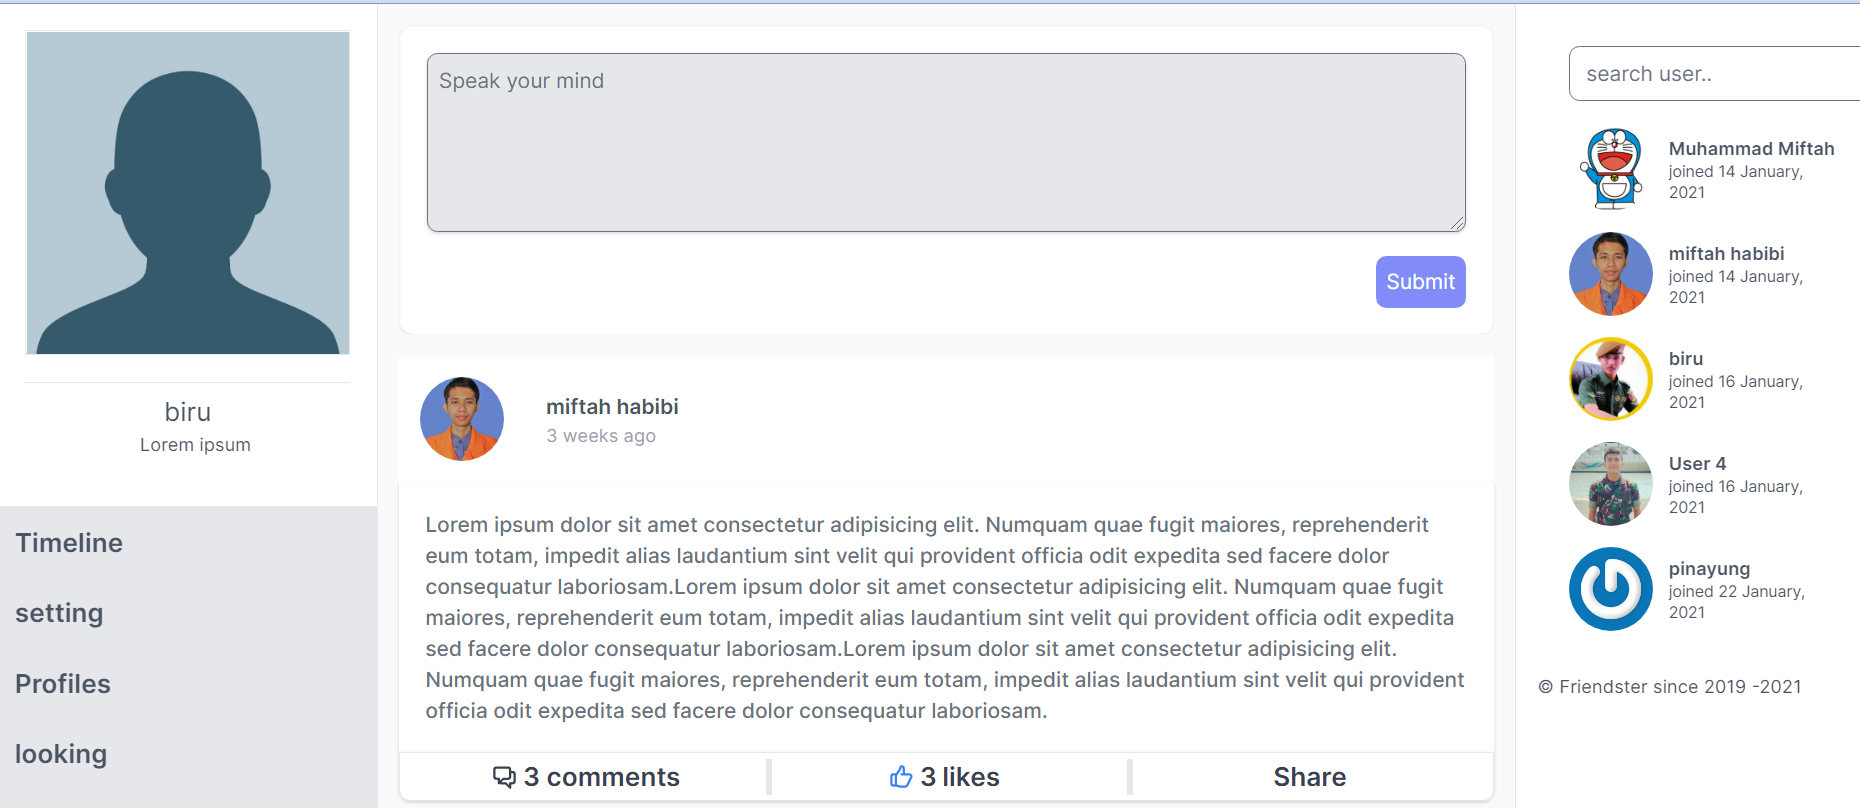 biru
Lorem ipsum
Timeline
setting
Profiles
looking
Speak your mind
Submit
miftah habibi
3 weeks ago
Lorem ipsum dolor sit amet consectetur adipisicing elit. Numquam quae fugit maiores, reprehenderit
eum totam, impedit alias laudantium sint velit qui provident officia odit expedita sed facere dolor
consequatur laboriosam.Lorem ipsum dolor sit amet consectetur adipisicing elit. Numquam quae fugit
maiores, reprehenderit eum totam, impedit alias laudantium sint velit qui provident officia odit expedita
sed facere dolor consequatur laboriosam.Lorem ipsum dolor sit amet consectetur adipisicing elit.
Numquam quae fugit maiores, reprehenderit eum totam, impedit alias laudantium sint velit qui provident
officia odit expedita sed facere dolor consequatur laboriosam.
3 comments
3 likes
Share
search user..
Muhammad Miftah
joined 14 January,
2021
miftah habibi
joined 14 January,
2021
biru
joined 16 January,
2021
User 4
joined 16 January,
2021
pinayung
joined 22 January,
2021
© Friendster since 2019 -2021